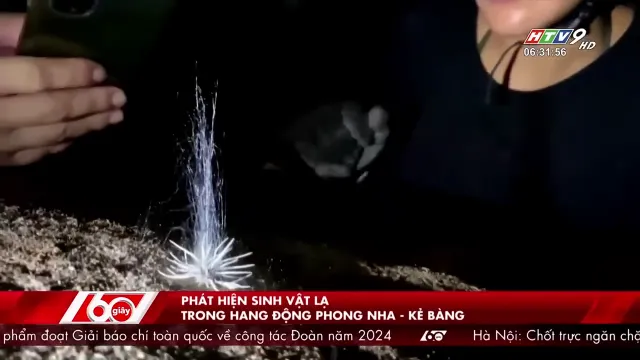 HTV9 HD
06:31:56
PHÁT HIỆN SINH VẬT LẠ
TRONG HANG ĐỘNG PHONG NHA - KẺ BÀNG
60 giây
phẩm đoạt Giải báo chí toàn quốc về công tác Đoàn năm 2024 60 Hà Nội: Chốt trực ngăn chặ